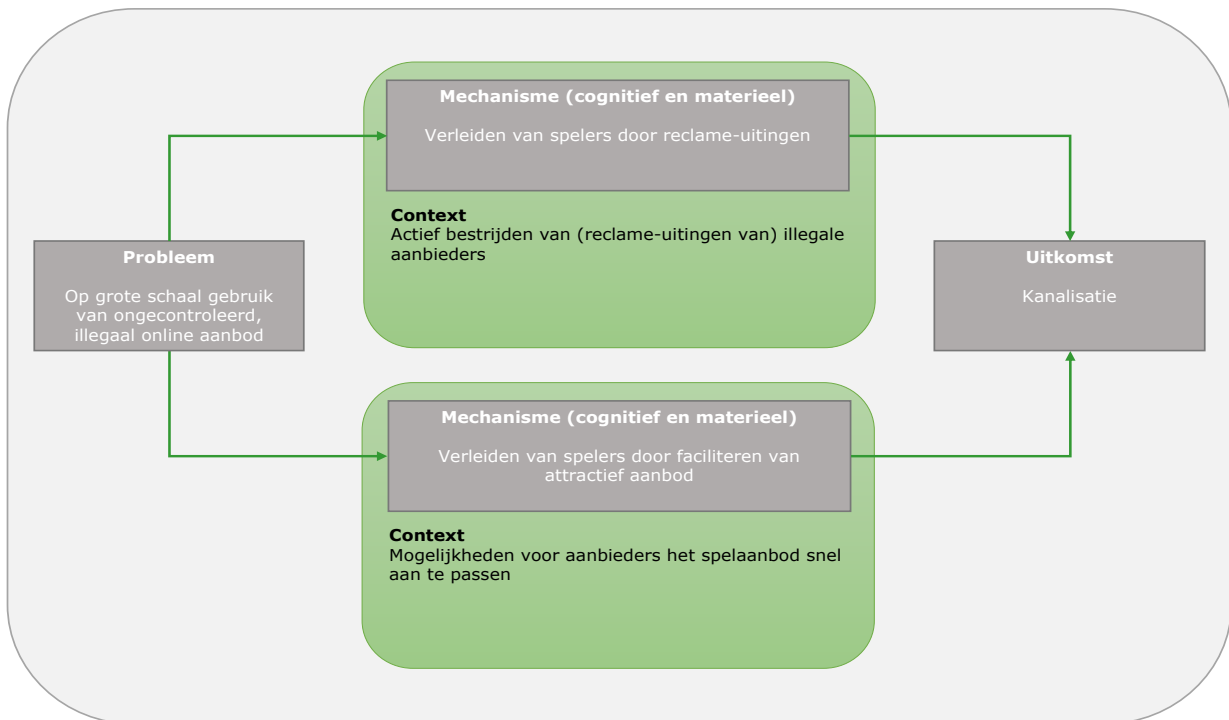 Mechanisme (cognitief en materieel)
Verleiden van spelers door reclame-uitingen
Context
Actief bestrijden van (reclame-uitingen van) illegale
aanbieders
Probleem
Op grote schaal gebruik
van ongecontroleerd,
illegaal online aanbod
Uitkomst
Kanalisatie
Mechanisme (cognitief en materieel)
Verleiden van spelers door faciliteren van
attractief aanbod
Context
Mogelijkheden voor aanbieders het spelaanbod snel
aan te passen